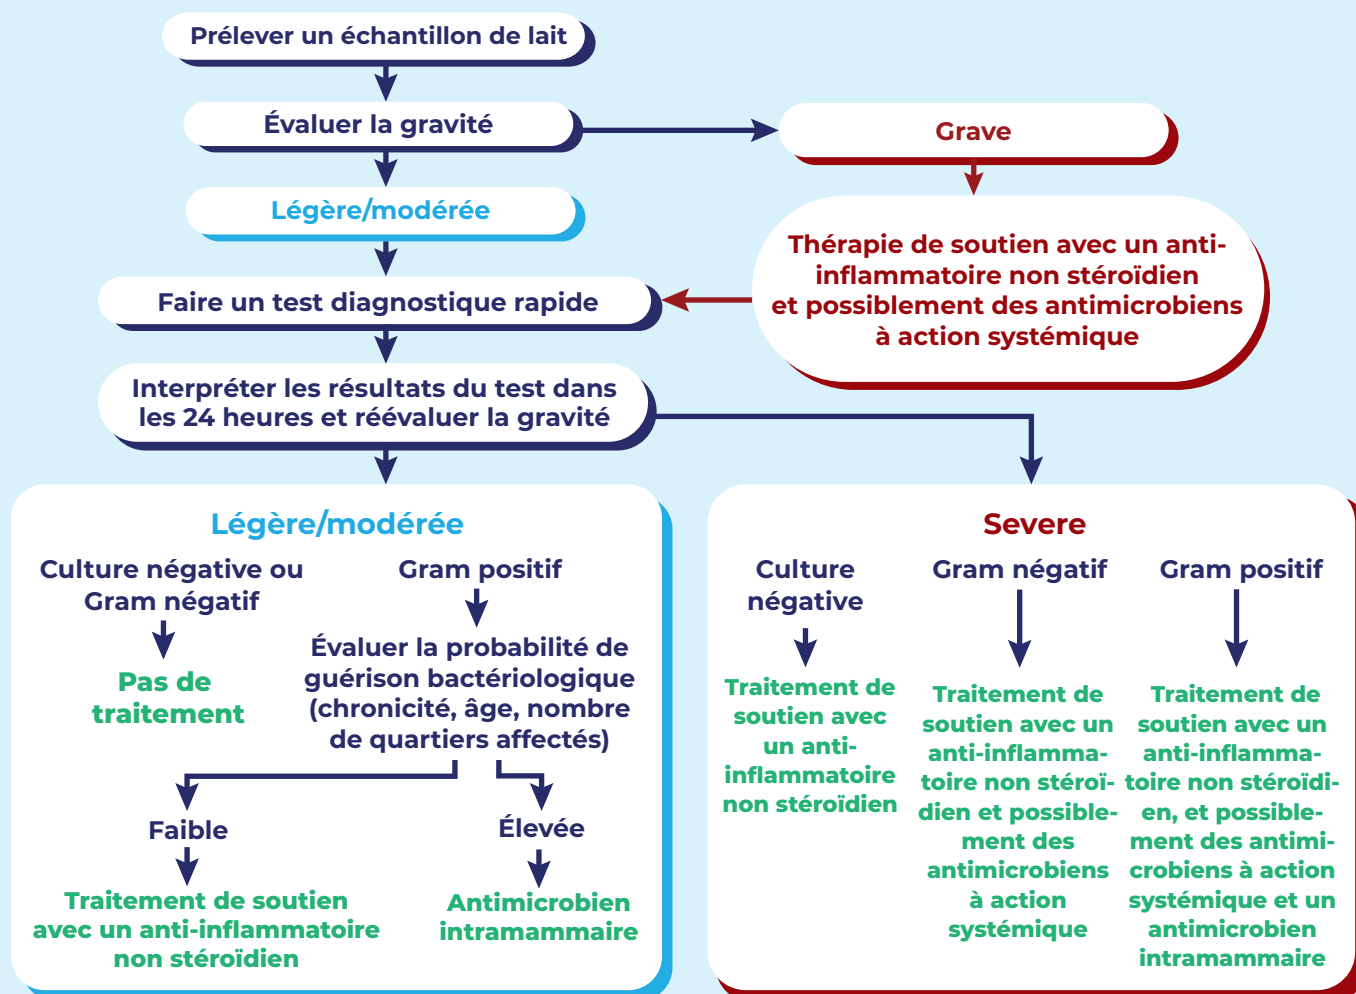 Prélever un échantillon de lait
Évaluer la gravité
Grave
Légère/modérée
Thérapie de soutien avec un anti-
inflammatoire non stéroïdien
et possiblement des antimicrobiens
à action systémique
Faire un test diagnostique rapide
Interpréter les résultats du test dans
les 24 heures et réévaluer la gravité
Légère/modérée
Culture négative ou
Gram négatif
Pas de
traitement
Gram positif
Évaluer la probabilité de
guérison bactériologique
(chronicité, âge, nombre
de quartiers affectés)
Faible
Traitement de soutien
avec un anti-inflammatoire
non stéroïdien
Élevée
Antimicrobien
intramammaire
Severe
Culture
négative
Traitement de
soutien avec
un anti-
inflammatoire
non stéroïdien
Gram négatif
Traitement de
soutien avec un
anti-inflamma-
toire non stéroï-
dien et possible-
ment des
antimicrobiens
à action
systémique
Gram positif
Traitement de
soutien avec un
anti-inflamma-
toire non stéroïdi-
en, et possible-
ment des antimi-
crobiens à action
systémique et un
antimicrobien
intramammaire